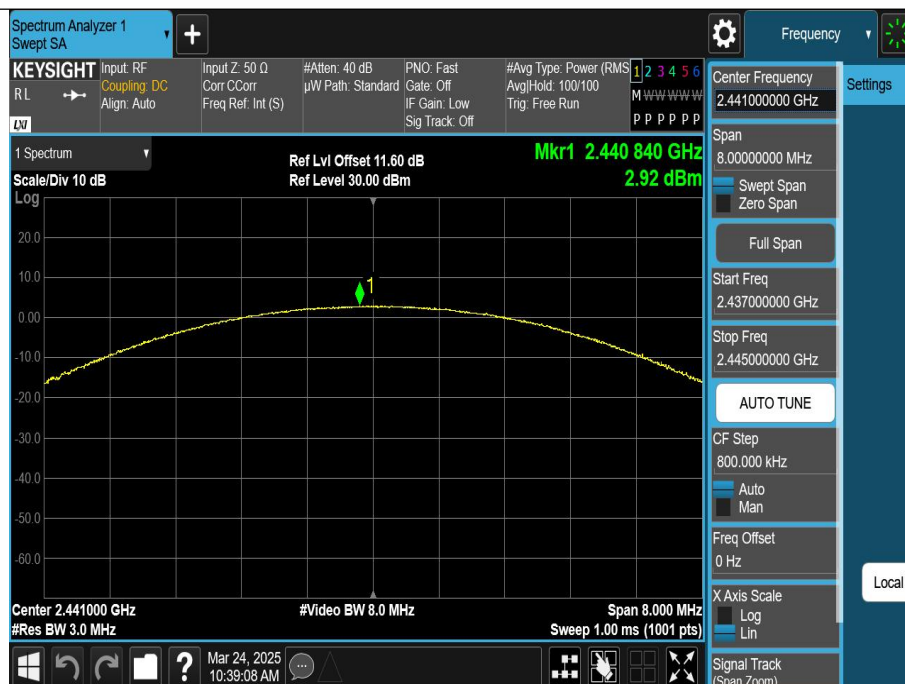 Spectrum Analyzer 1
Swept SA
+
Frequency
KEYSIGHT
RL
LXI
Input: RF
Coupling: DC
Align: Auto
Input Z: 50 Ω
Corr CCorr
Freq Ref: Int (S)
#Atten: 40 dB
µW Path: Standard
PNO: Fast
Gate: Off
IF Gain: Low
Sig Track: Off
#Avg Type: Power (RMS
Avg|Hold: 100/100
Trig: Free Run
1 2 3 4 5 6
M W W W W W
P P P P P P
1 Spectrum
Scale/Div 10 dB
Log
Ref Lvl Offset 11.60 dB
Ref Level 30.00 dBm
Mkr1 2.440 840 GHz
2.92 dBm
20.0
10.0
0.00
-10.0
-20.0
-30.0
-40.0
-50.0
-60.0
1
Center 2.441000 GHz
#Res BW 3.0 MHz
#Video BW 8.0 MHz
Span 8.000 MHz
Sweep 1.00 ms (1001 pts)
Center Frequency
2.441000000 GHz
Span
8.00000000 MHz
Swept Span
Zero Span
Full Span
Start Freq
2.437000000 GHz
Stop Freq
2.445000000 GHz
AUTO TUNE
CF Step
800.000 kHz
Auto
Man
Freq Offset
0 Hz
X Axis Scale
Log
Lin
Signal Track
(Span Zoom)
Settings
Local
?
Mar 24, 2025
10:39:08 AM